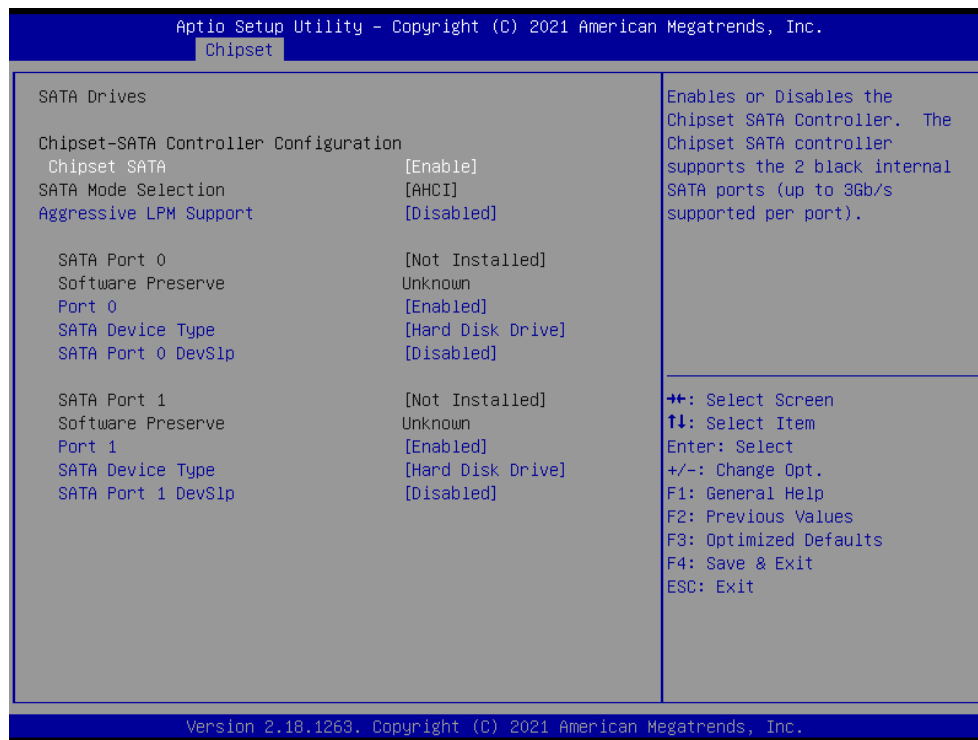 Aptio Setup Utility – Copyright (C) 2021 American Megatrends, Inc.
Chipset
SATA Drives
Chipset-SATA Controller Configuration
Chipset SATA [Enable]
SATA Mode Selection [AHCI]
Aggressive LPM Support [Disabled]
SATA Port 0 [Not Installed]
Software Preserve Unknown
Port 0 [Enabled]
SATA Device Type [Hard Disk Drive]
SATA Port 0 DevSlp [Disabled]
SATA Port 1 [Not Installed]
Software Preserve Unknown
Port 1 [Enabled]
SATA Device Type [Hard Disk Drive]
SATA Port 1 DevSlp [Disabled]
Enables or Disables the
Chipset SATA Controller. The
Chipset SATA controller
supports the 2 black internal
SATA ports (up to 3Gb/s
supported per port).
→←: Select Screen
↑↓: Select Item
Enter: Select
+/-: Change Opt.
F1: General Help
F2: Previous Values
F3: Optimized Defaults
F4: Save & Exit
ESC: Exit
Version 2.18.1263. Copyright (C) 2021 American Megatrends, Inc.